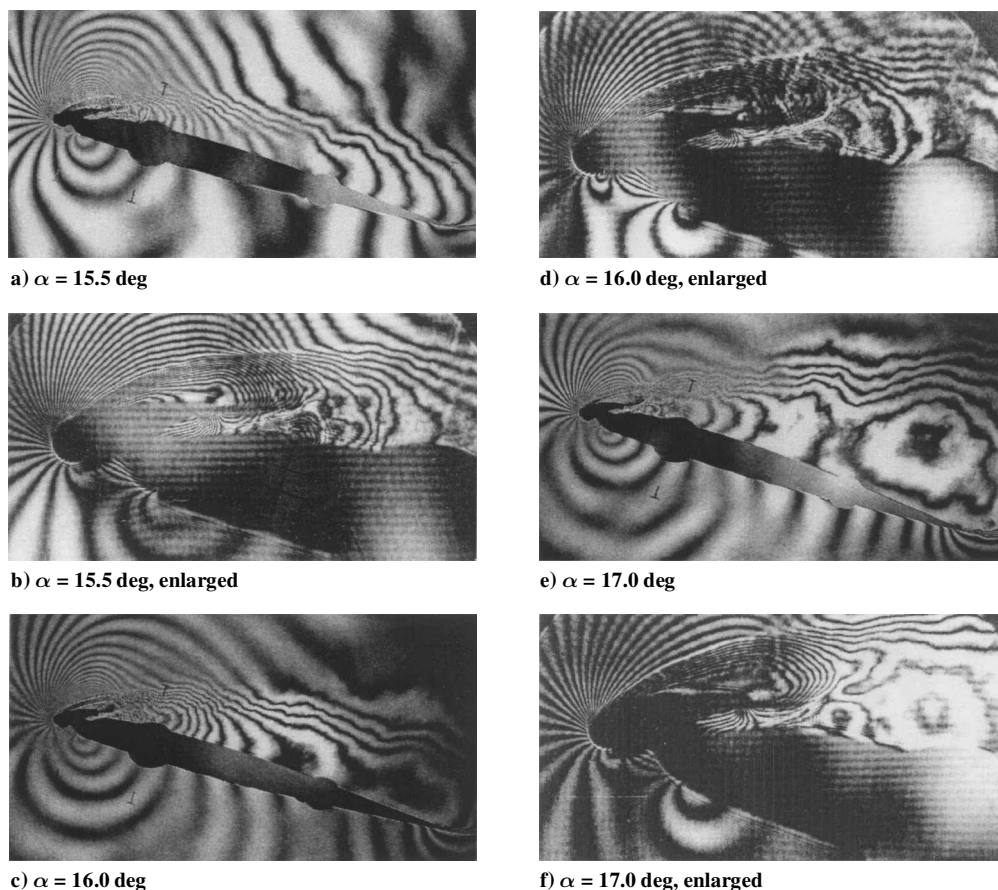 a) α = 15.5 deg
b) α = 15.5 deg, enlarged
c) α = 16.0 deg
d) α = 16.0 deg, enlarged
e) α = 17.0 deg
f) α = 17.0 deg, enlarged